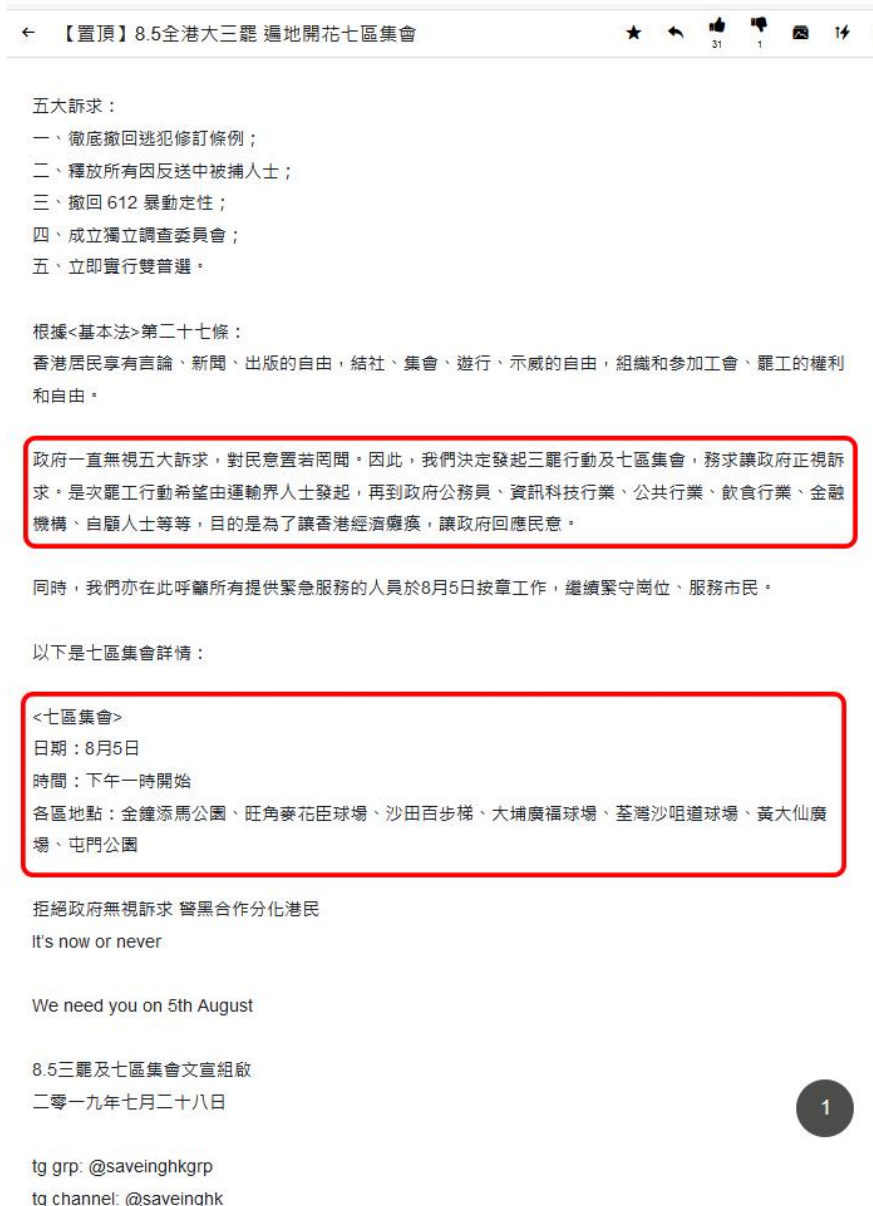 【置頂】8.5全港大三罷 遍地開花七區集會
31
1
五大訴求：
一、徹底撤回逃犯修訂條例；
二、釋放所有因反送中被捕人士；
三、撤回 612 暴動定性；
四、成立獨立調查委員會；
五、立即實行雙普選。
根據<基本法>第二十七條：
香港居民享有言論、新聞、出版的自由，結社、集會、遊行、示威的自由，組織和參加工會、罷工的權利
和自由。
政府一直無視五大訴求，對民意置若罔聞。因此，我們決定發起三罷行動及七區集會，務求讓政府正視訴
求。是次罷工行動希望由運輸界人士發起，再到政府公務員、資訊科技行業、公共行業、飲食行業、金融
機構、自顧人士等等，目的是為了讓香港經濟癱瘓，讓政府回應民意。
同時，我們亦在此呼籲所有提供緊急服務的人員於8月5日按章工作，繼續緊守崗位、服務市民。
以下是七區集會詳情：
<七區集會>
日期：8月5日
時間：下午一時開始
各區地點：金鐘添馬公園、旺角麥花臣球場、沙田百步梯、大埔廣福球場、荃灣沙咀道球場、黃大仙廣
場、屯門公園
拒絕政府無視訴求 警黑合作分化港民
It's now or never
We need you on 5th August
8.5三罷及七區集會文宣組啟
二零一九年七月二十八日
1
tg grp: @saveinghkgrp
tg channel: @saveinghk